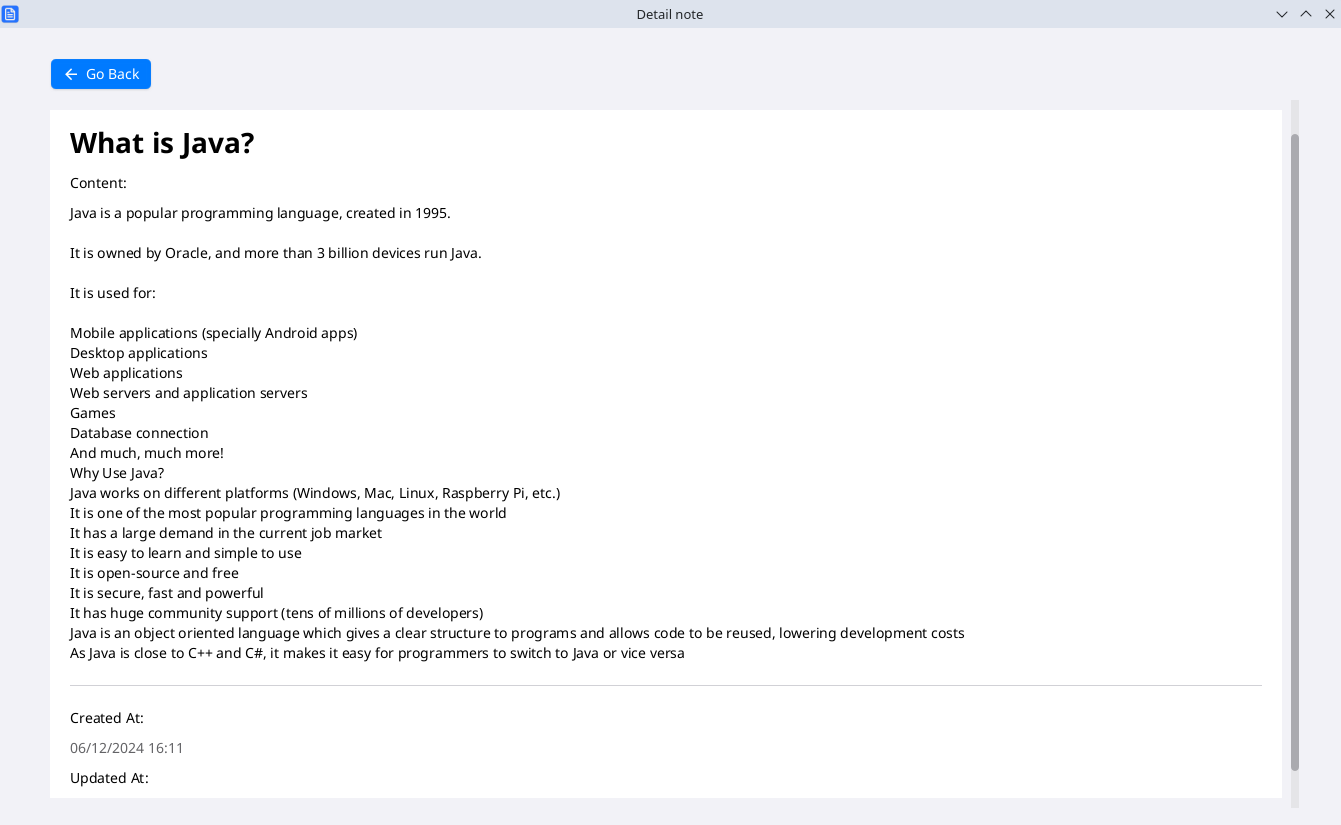 Detail note
Go Back
What is Java?
Content:
Java is a popular programming language, created in 1995.
It is owned by Oracle, and more than 3 billion devices run Java.
It is used for:
Mobile applications (specially Android apps)
Desktop applications
Web applications
Web servers and application servers
Games
Database connection
And much, much more!
Why Use Java?
Java works on different platforms (Windows, Mac, Linux, Raspberry Pi, etc.)
It is one of the most popular programming languages in the world
It has a large demand in the current job market
It is easy to learn and simple to use
It is open-source and free
It is secure, fast and powerful
It has huge community support (tens of millions of developers)
Java is an object oriented language which gives a clear structure to programs and allows code to be reused, lowering development costs
As Java is close to C++ and C#, it makes it easy for programmers to switch to Java or vice versa
Created At:
06/12/2024 16:11
Updated At: